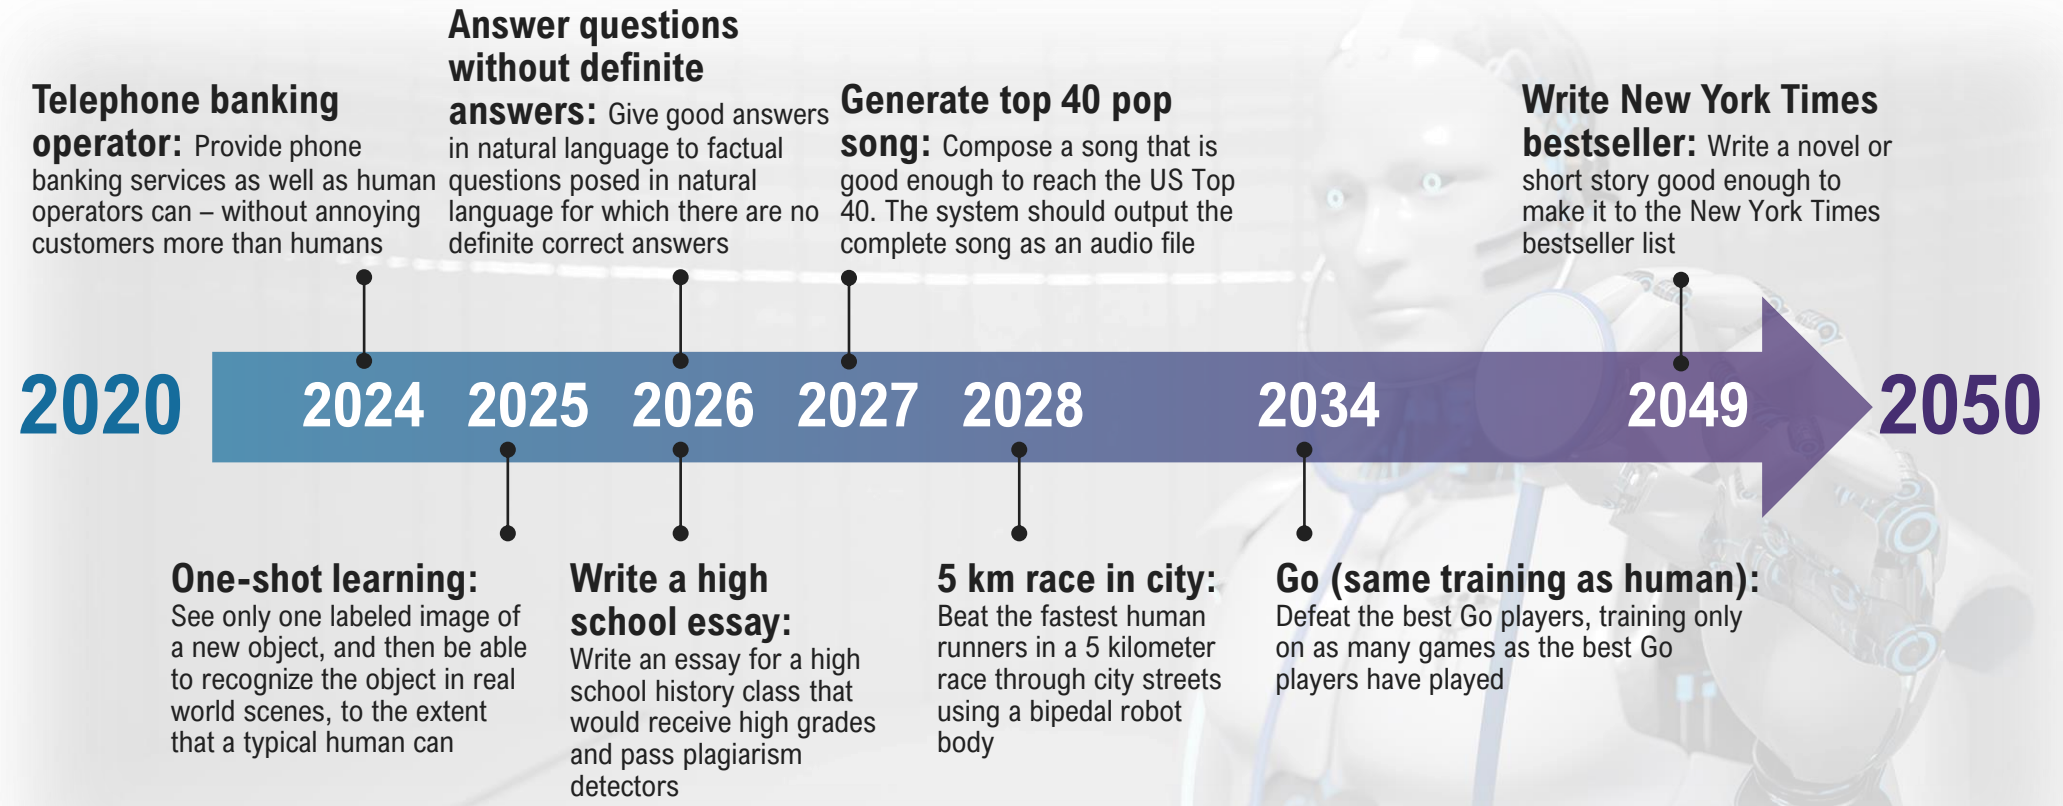 Telephone banking
operator: Provide phone
banking services as well as human
operators can – without annoying
customers more than humans
Answer questions
without definite
answers: Give good answers
in natural language to factual
questions posed in natural
language for which there are no
definite correct answers
Generate top 40 pop
song: Compose a song that is
good enough to reach the US Top
40. The system should output the
complete song as an audio file
Write New York Times
bestseller: Write a novel or
short story good enough to
make it to the New York Times
bestseller list
2020 2024 2025 2026 2027 2028 2034 2049 2050
One-shot learning:
See only one labeled image of
a new object, and then be able
to recognize the object in real
world scenes, to the extent
that a typical human can
Write a high
school essay:
Write an essay for a high
school history class that
would receive high grades
and pass plagiarism
detectors
5 km race in city:
Beat the fastest human
runners in a 5 kilometer
race through city streets
using a bipedal robot
body
Go (same training as human):
Defeat the best Go players, training only
on as many games as the best Go
players have played